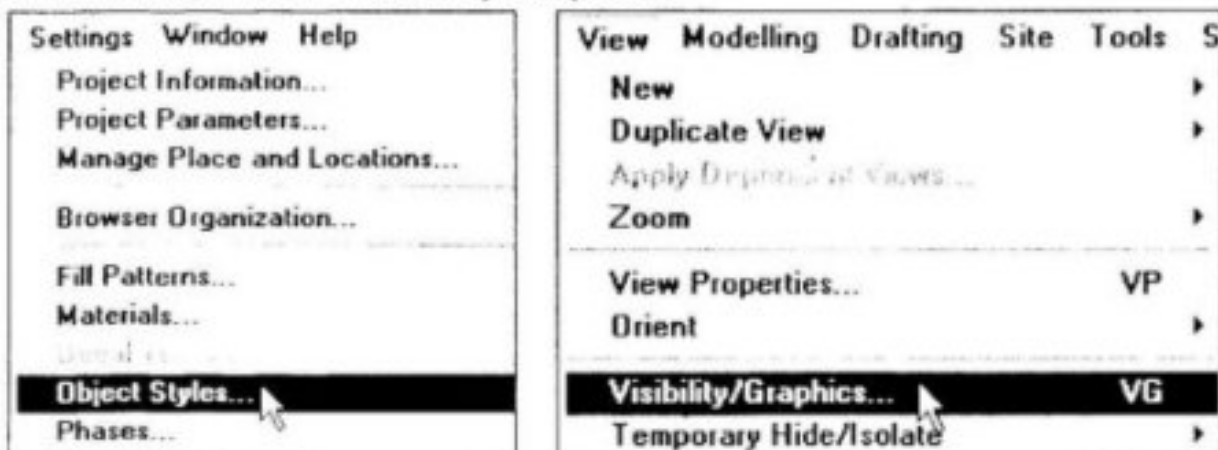 Settings Window Help
Project Information...
Project Parameters...
Manage Place and Locations...
Browser Organization...
Fill Patterns...
Materials...
Object Styles...
Phases...
View Modelling Drafting Site Tools S
New
Duplicate View
Apply Views...
Zoom
View Properties... VP
Orient
Visibility/Graphics... VG
Temporary Hide/Isolate